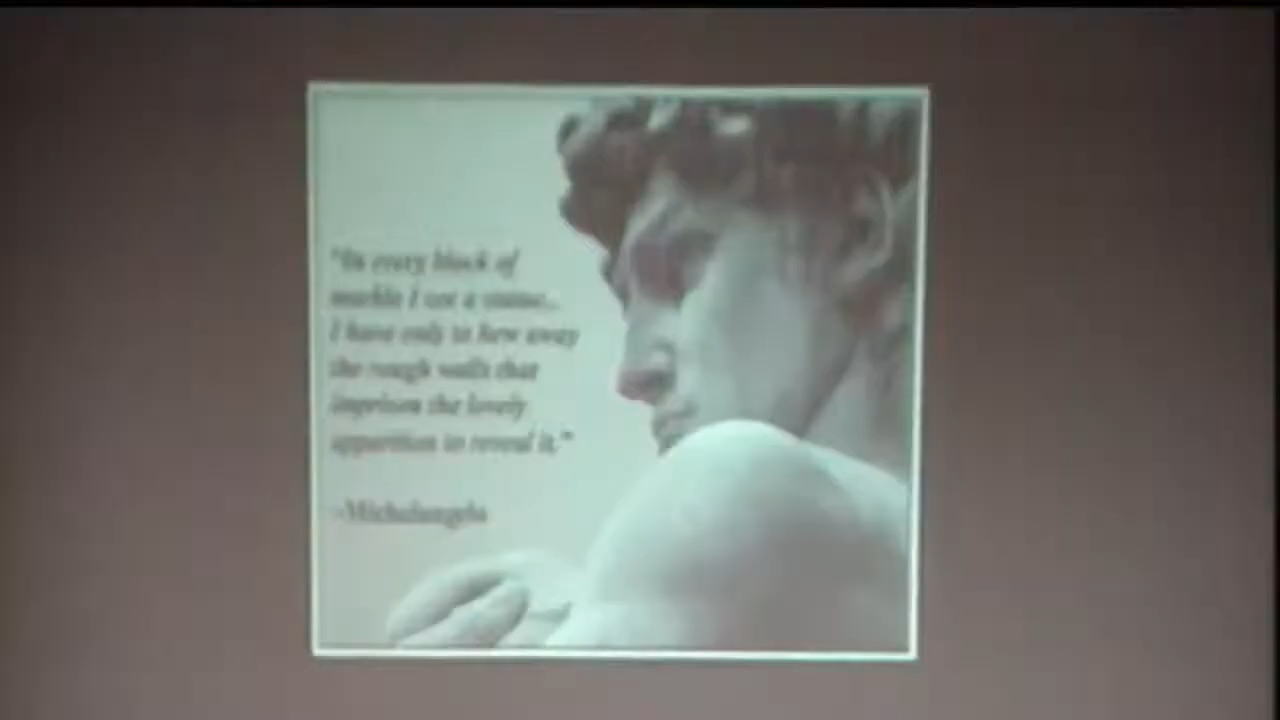 "In every block of
marble I see a statue...
I have only to hew away
the rough walls that
imprison the lovely
apparition to reveal it."
~Michelangelo